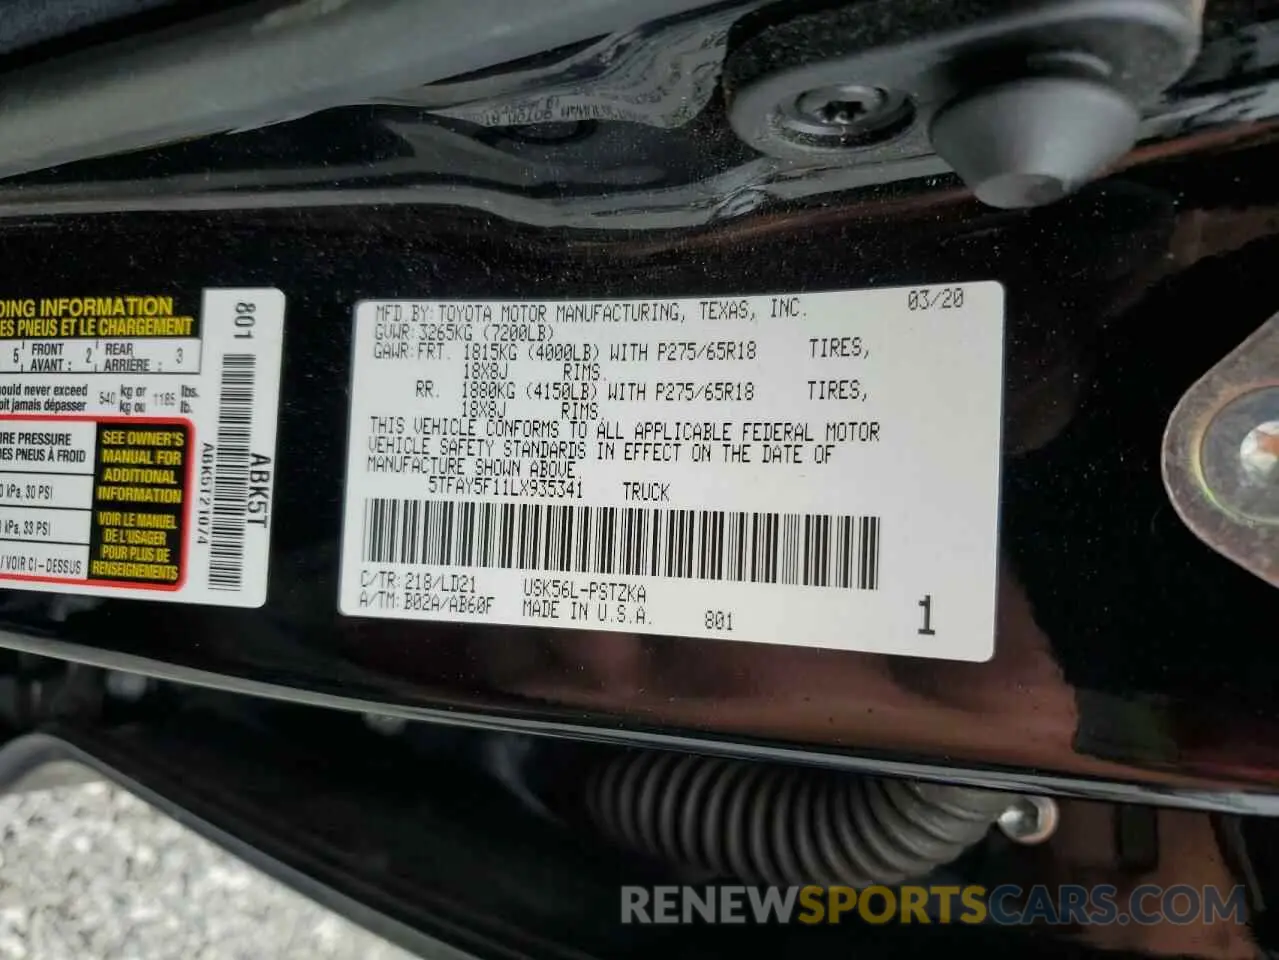 DING INFORMATION
ES PNEUS ET LE CHARGEMENT
5 FRONT AVANT : 2 REAR ARRIÈRE : 3
ould never exceed 540 kg or 1185 lbs.
oit jamais dépasser kg ou lb.
URE PRESSURE
DES PNEUS À FROID
kPa, 30 PSI
kPa, 33 PSI
/VOIR CI-DESSUS
SEE OWNER'S
MANUAL FOR
ADDITIONAL
INFORMATION
VOIR LE MANUEL
DE L'USAGER
POUR PLUS DE
RENSEIGNEMENTS
801
ABK5T
ABK5T21074
MFD.BY:TOYOTA MOTOR MANUFACTURING, TEXAS, INC. 03/20
GVWR:3265KG (7200LB)
GAWR:FRT. 1815KG (4000LB) WITH P275/65R18 TIRES,
18X8J RIMS.
RR. 1880KG (4150LB) WITH P275/65R18 TIRES,
18X8J RIMS.
THIS VEHICLE CONFORMS TO ALL APPLICABLE FEDERAL MOTOR
VEHICLE SAFETY STANDARDS IN EFFECT ON THE DATE OF
MANUFACTURE SHOWN ABOVE.
5TFAY5F11LX935341 TRUCK
C/TR:218/LD21 USK56L-PSTZKA
A/TM:B02A/AB60F MADE IN U.S.A. 801 1
RENEWSPORTSCARS.COM